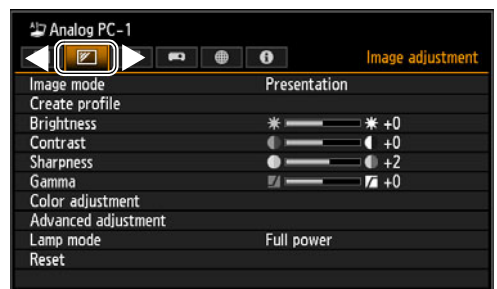 Analog PC-1
Image adjustment
Image mode Presentation
Create profile
Brightness +0
Contrast +0
Sharpness +2
Gamma +0
Color adjustment
Advanced adjustment
Lamp mode Full power
Reset